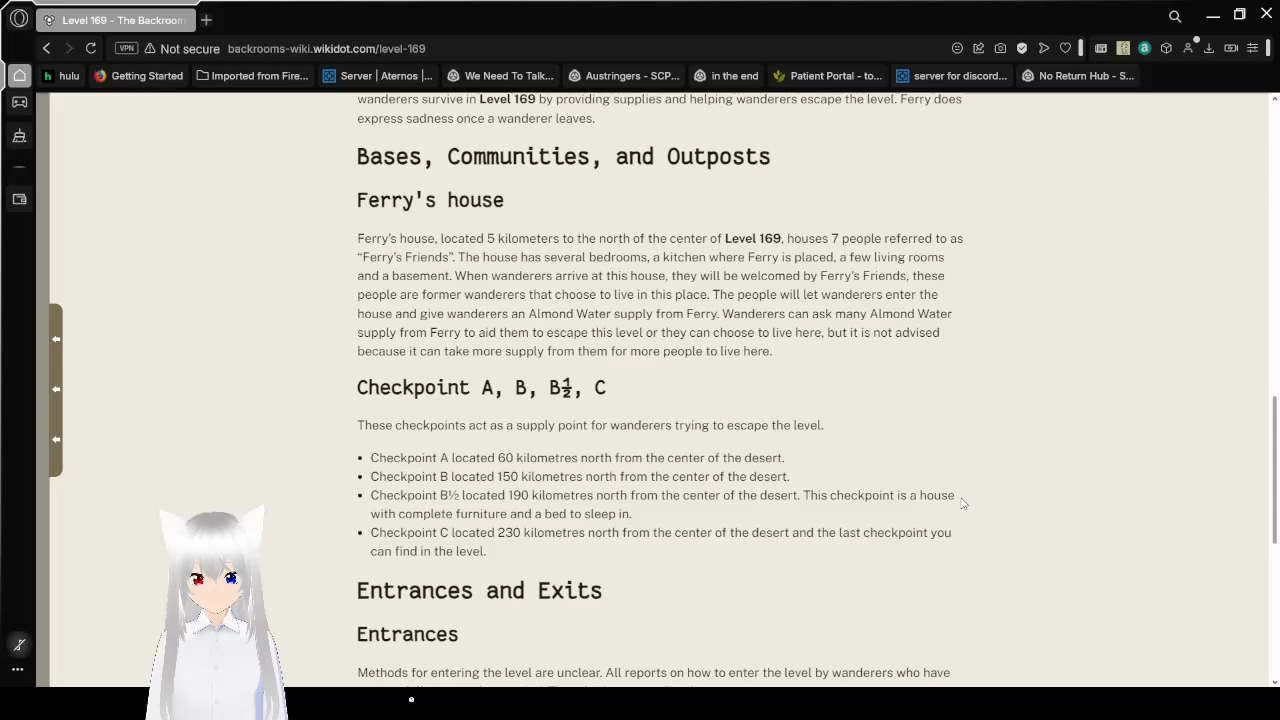 Level 169 - The Backroom
VPN Not secure backrooms-wiki.wikidot.com/level-169
hulu Getting Started Imported from Fire... Server | Aternos |... We Need To Talk... Austringers - SCP... in the end Patient Portal - to... server for discord... No Return Hub - S...
wanderers survive in Level 169 by providing supplies and helping wanderers escape the level. Ferry does
express sadness once a wanderer leaves.
Bases, Communities, and Outposts
Ferry's house
Ferry's house, located 5 kilometers to the north of the center of Level 169, houses 7 people referred to as
“Ferry's Friends”. The house has several bedrooms, a kitchen where Ferry is placed, a few living rooms
and a basement. When wanderers arrive at this house, they will be welcomed by Ferry's Friends, these
people are former wanderers that choose to live in this place. The people will let wanderers enter the
house and give wanderers an Almond Water supply from Ferry. Wanderers can ask many Almond Water
supply from Ferry to aid them to escape this level or they can choose to live here, but it is not advised
because it can take more supply from them for more people to live here.
Checkpoint A, B, B½, C
These checkpoints act as a supply point for wanderers trying to escape the level.
• Checkpoint A located 60 kilometres north from the center of the desert.
• Checkpoint B located 150 kilometres north from the center of the desert.
• Checkpoint B½ located 190 kilometres north from the center of the desert. This checkpoint is a house
with complete furniture and a bed to sleep in.
• Checkpoint C located 230 kilometres north from the center of the desert and the last checkpoint you
can find in the level.
Entrances and Exits
Entrances
Methods for entering the level are unclear. All reports on how to enter the level by wanderers who have